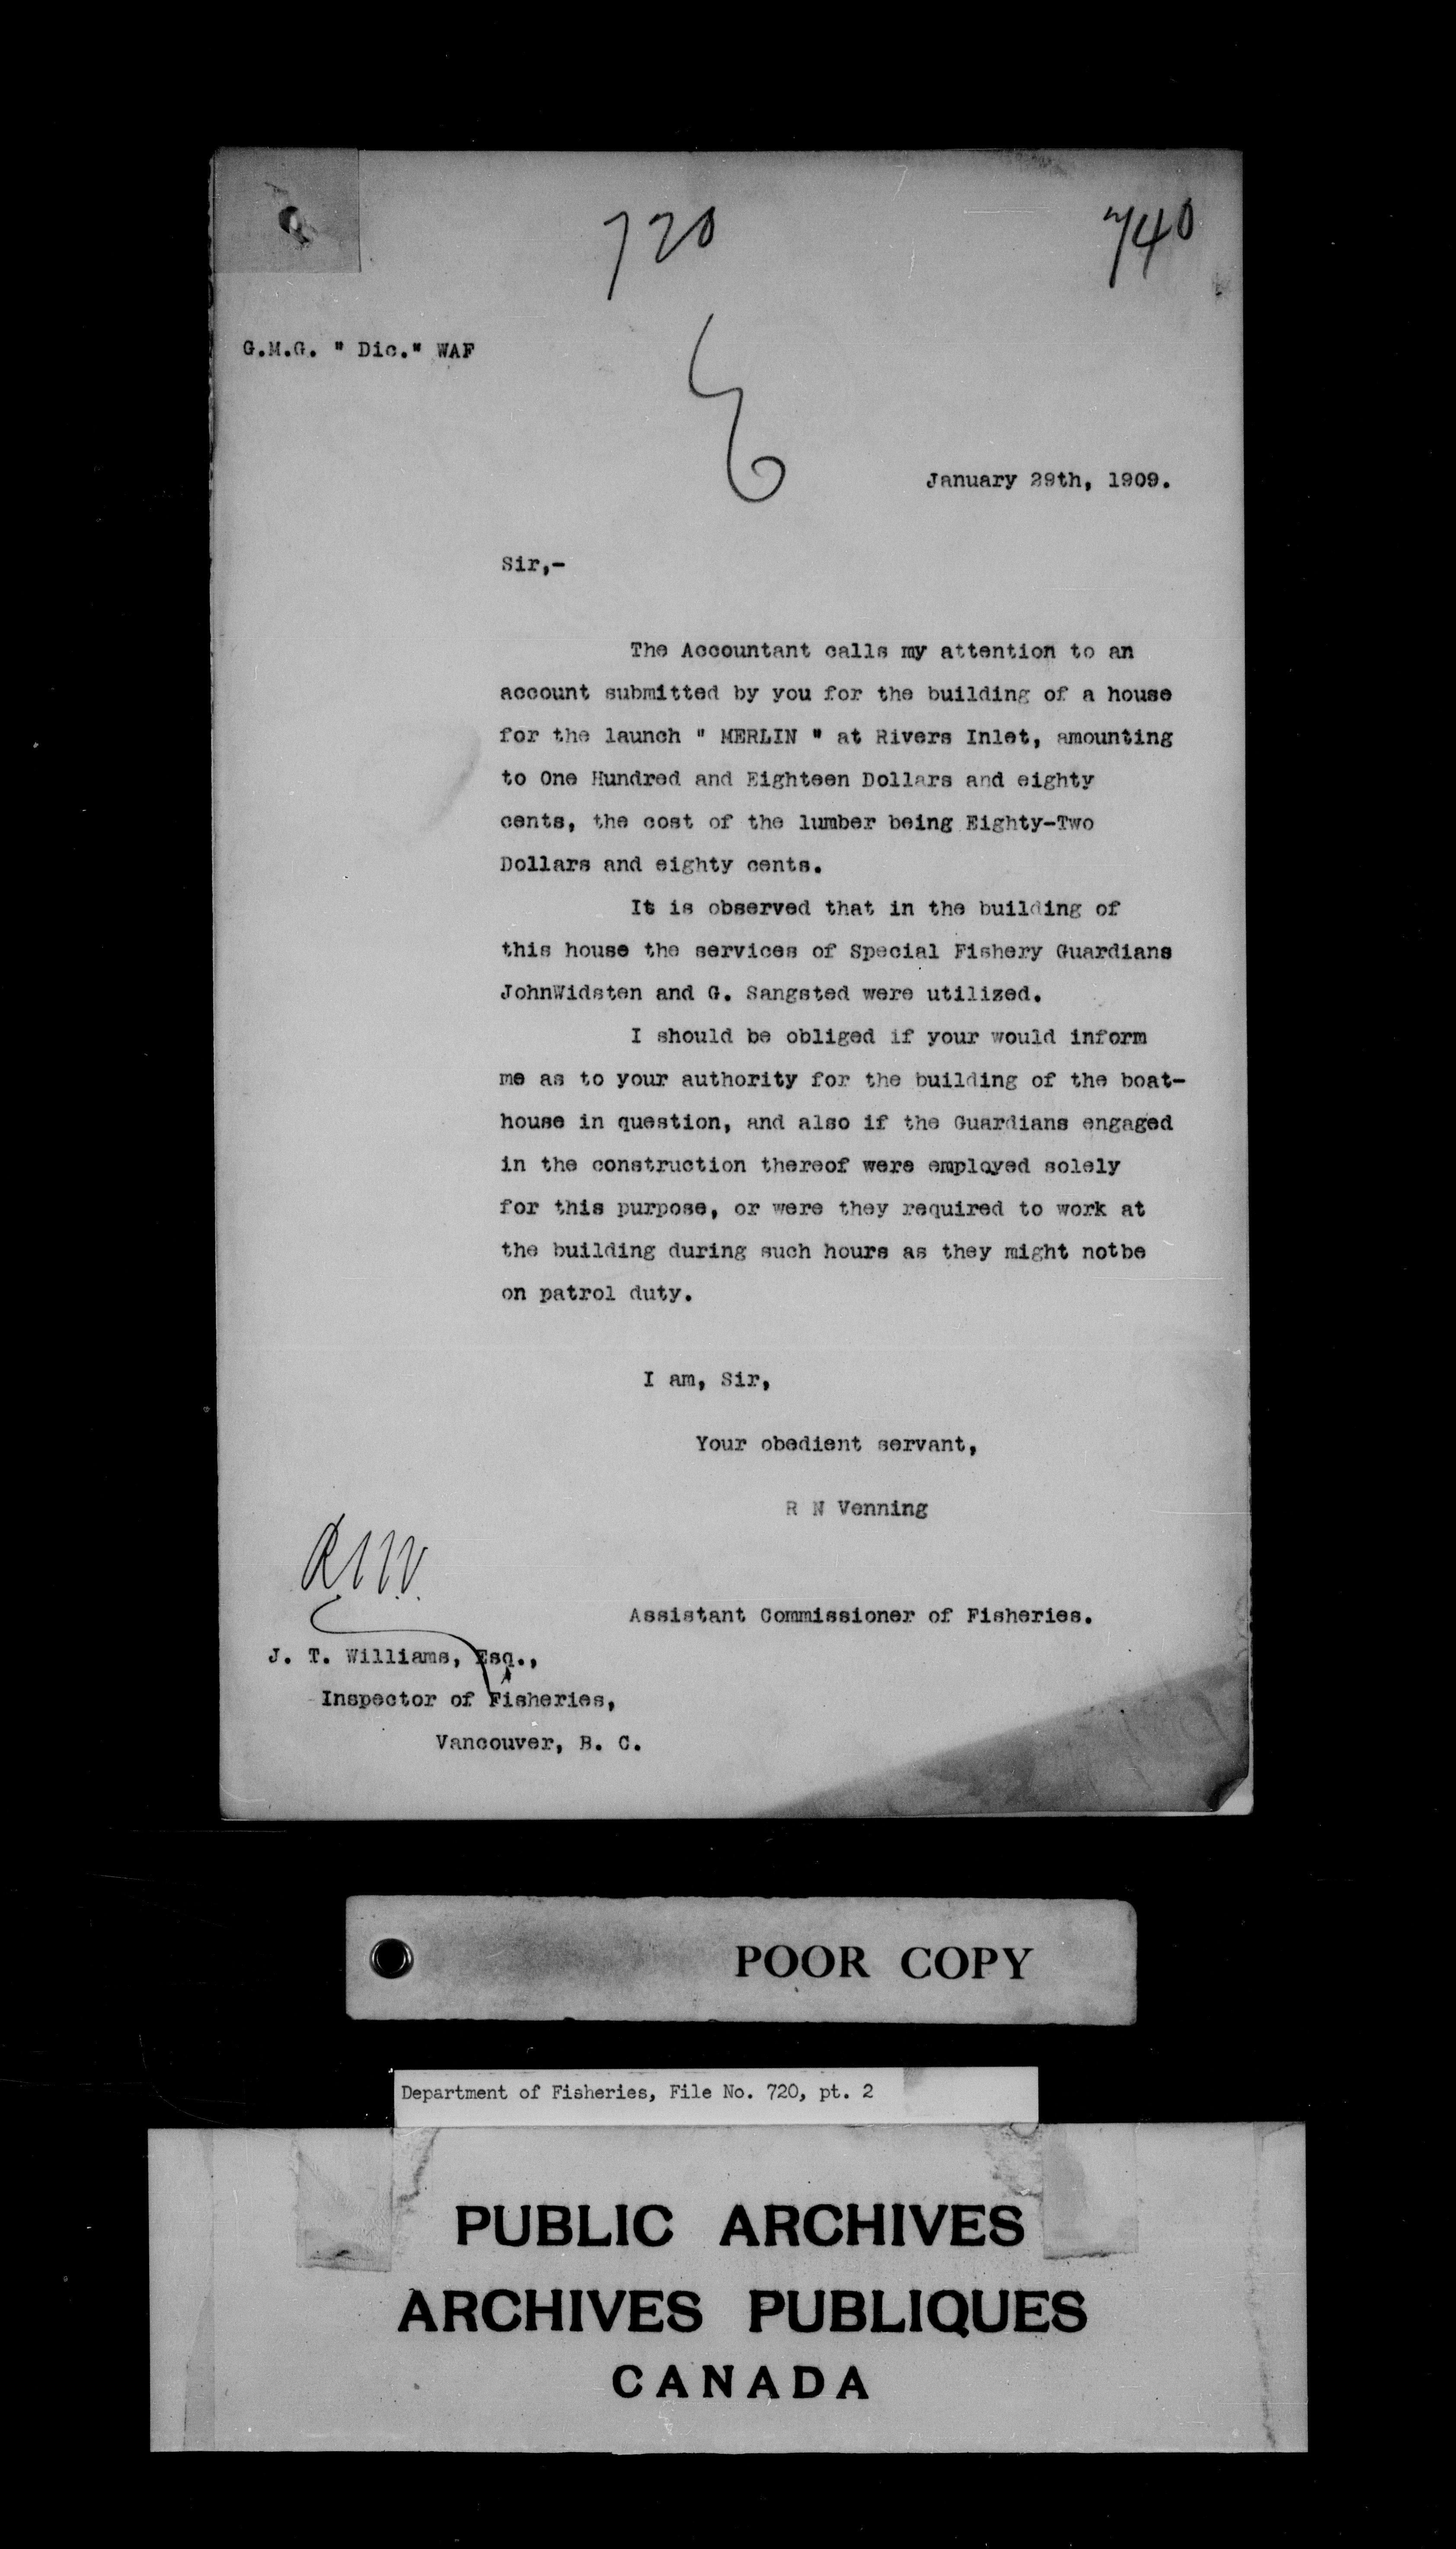 720
740
G.M.G. " Dic." WAF
January 29th, 1909.
Sir,-
The Accountant calls my attention to an
account submitted by you for the building of a house
for the launch " MERLIN " at Rivers Inlet, amounting
to One Hundred and Eighteen Dollars and eighty
cents, the cost of the lumber being Eighty-Two
Dollars and eighty cents.
It is observed that in the building of
this house the services of Special Fishery Guardians
JohnWidsten and G. Sangsted were utilized.
I should be obliged if your would inform
me as to your authority for the building of the boat-
house in question, and also if the Guardians engaged
in the construction thereof were employed solely
for this purpose, or were they required to work at
the building during such hours as they might notbe
on patrol duty.
I am, Sir,
Your obedient servant,
R N Venning
R.N.V.
Assistant Commissioner of Fisheries.
J. T. Williams, Esq.,
Inspector of Fisheries,
Vancouver, B. C.
POOR COPY
Department of Fisheries, File No. 720, pt. 2
PUBLIC ARCHIVES
ARCHIVES PUBLIQUES
CANADA